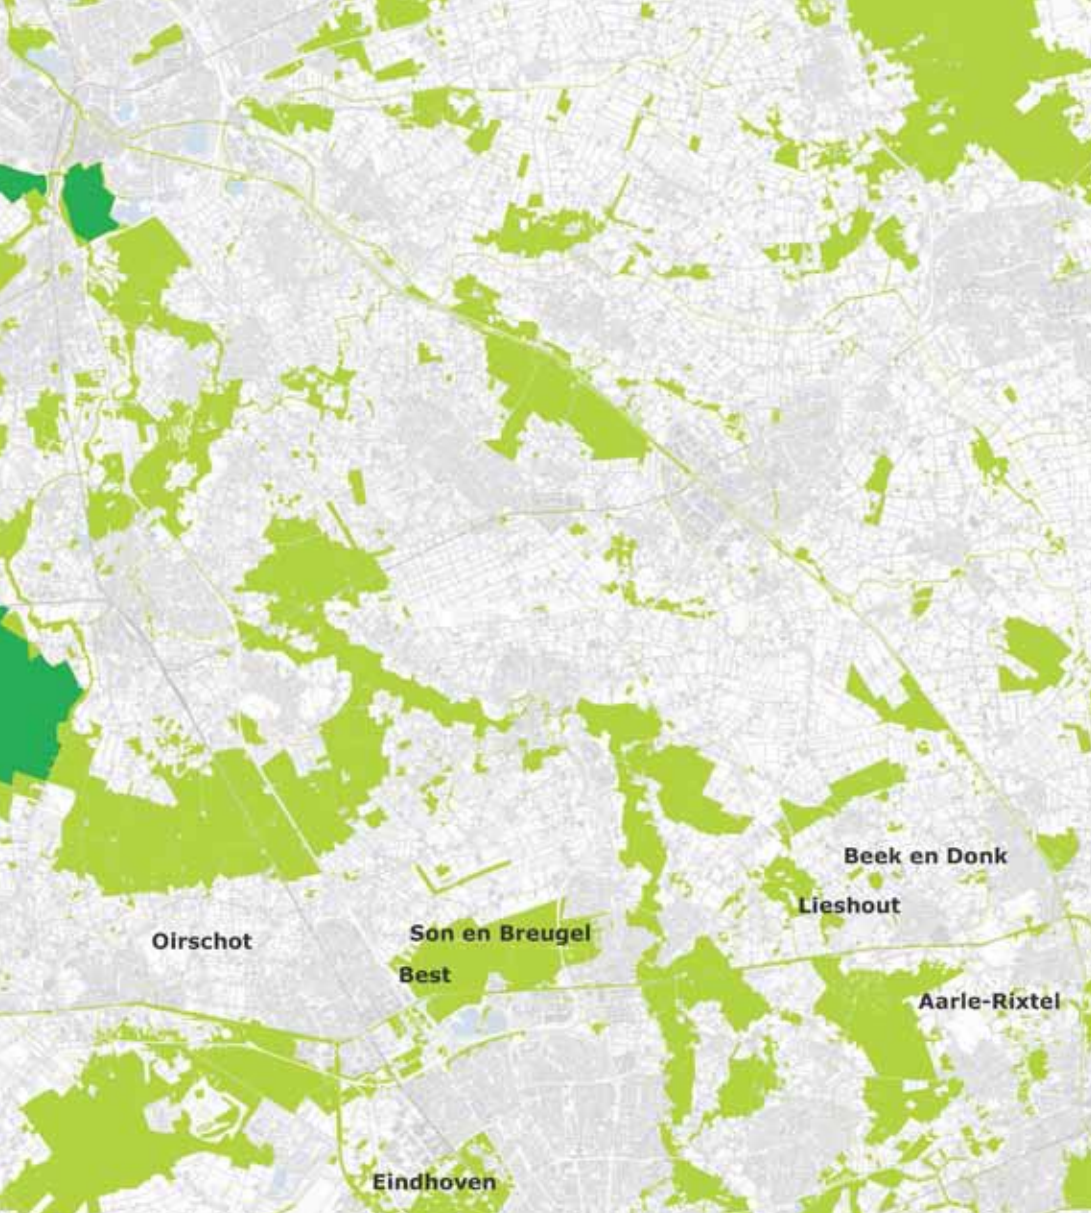 Beek en Donk
Lieshout
Son en Breugel
Oirschot
Best
Aarle-Rixtel
Eindhoven